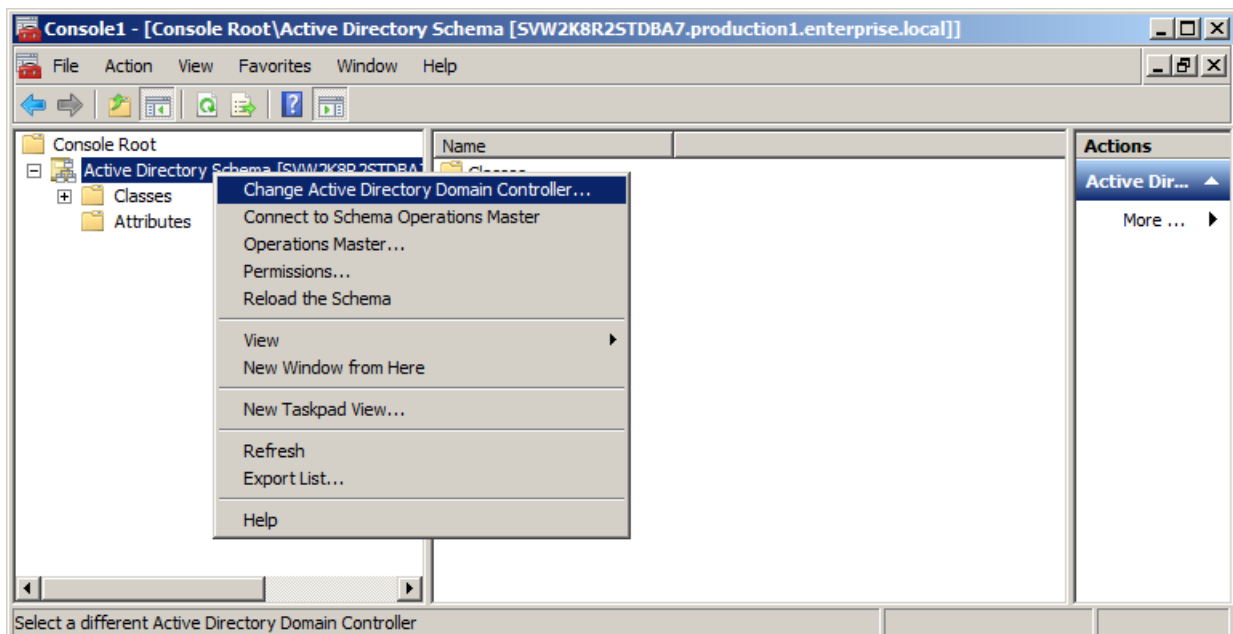 Console1 - [Console Root\Active Directory Schema [SVW2K8R2STDBA7.production1.enterprise.local]]
File Action View Favorites Window Help
Console Root
Active Directory Schema [SVW2K8R2STDBA7
Classes
Attributes
Name
Classes
Change Active Directory Domain Controller...
Connect to Schema Operations Master
Operations Master...
Permissions...
Reload the Schema
View
New Window from Here
New Taskpad View...
Refresh
Export List...
Help
Actions
Active Dir...
More ...
Select a different Active Directory Domain Controller